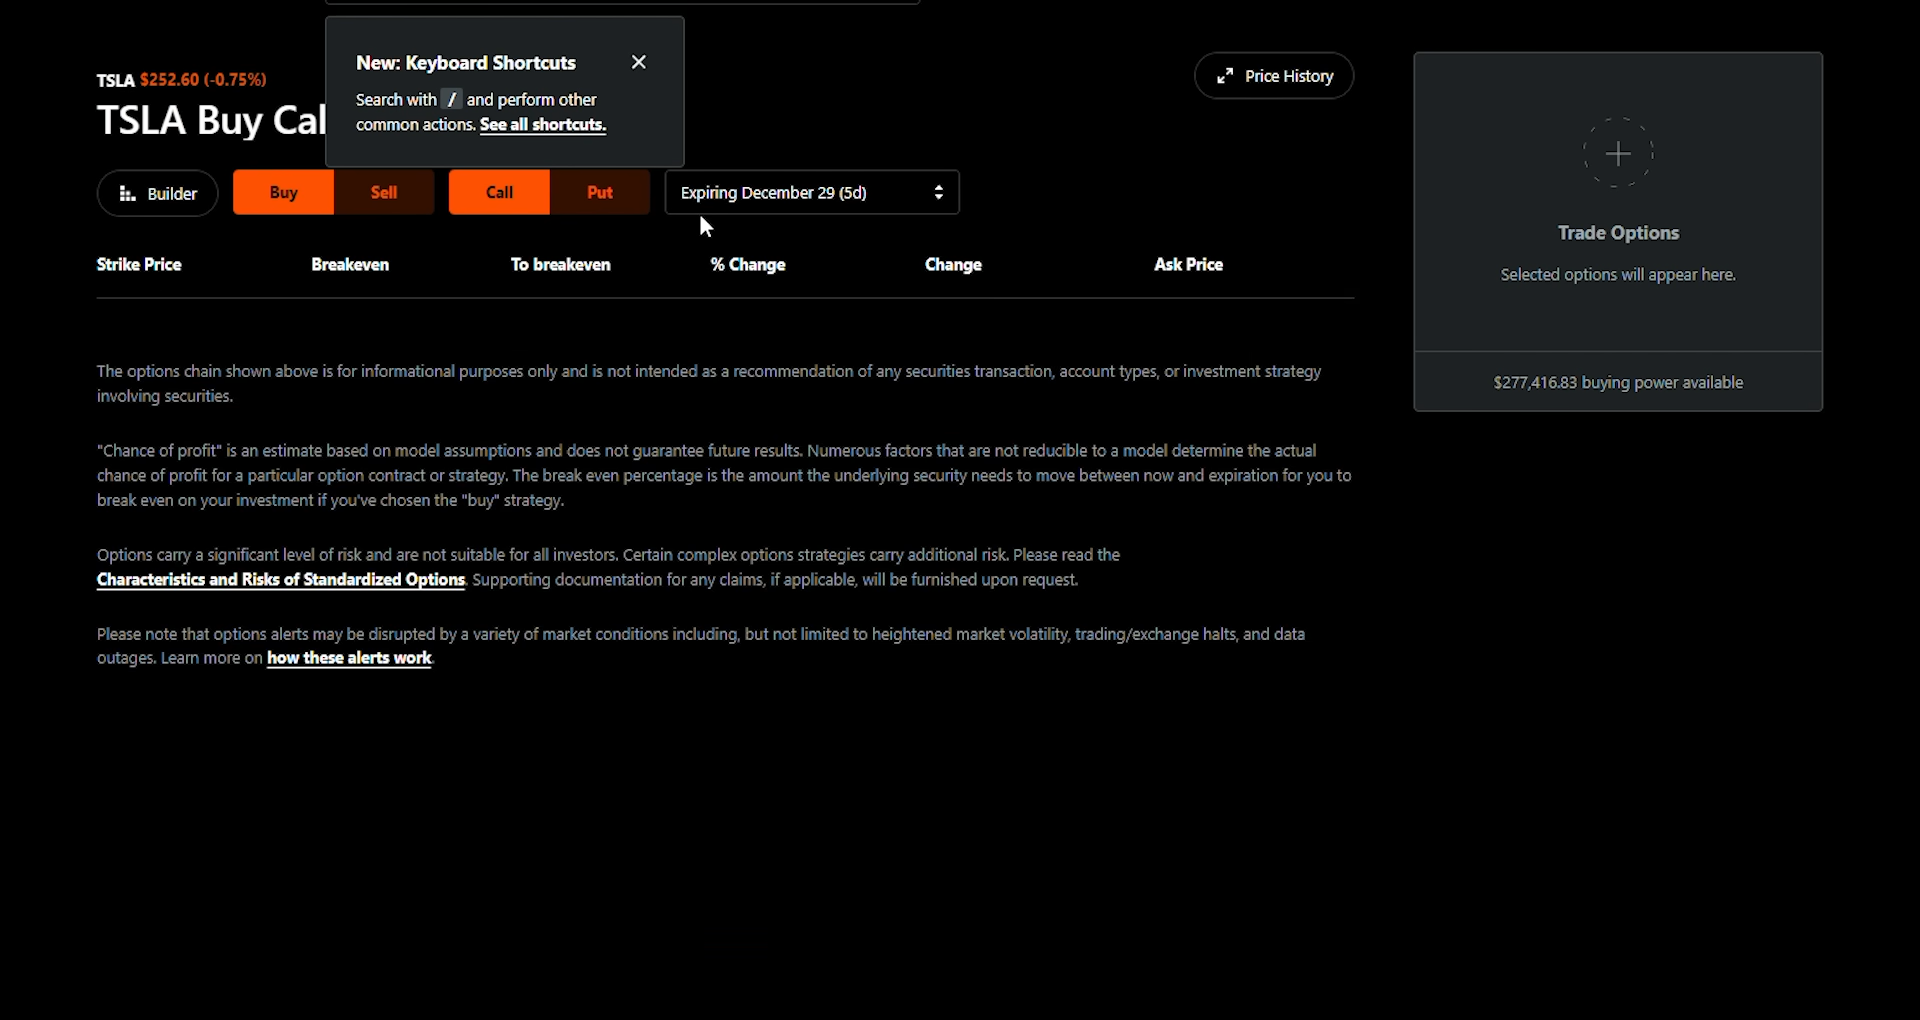 New: Keyboard Shortcuts
Search with / and perform other
common actions. See all shortcuts.
TSLA $252.60 (-0.75%)
TSLA Buy Cal
Price History
Builder
Buy
Sell
Call
Put
Expiring December 29 (5d)
Strike Price
Breakeven
To breakeven
% Change
Change
Ask Price
The options chain shown above is for informational purposes only and is not intended as a recommendation of any securities transaction, account types, or investment strategy
involving securities.
"Chance of profit" is an estimate based on model assumptions and does not guarantee future results. Numerous factors that are not reducible to a model determine the actual
chance of profit for a particular option contract or strategy. The break even percentage is the amount the underlying security needs to move between now and expiration for you to
break even on your investment if you've chosen the "buy" strategy.
Options carry a significant level of risk and are not suitable for all investors. Certain complex options strategies carry additional risk. Please read the
Characteristics and Risks of Standardized Options. Supporting documentation for any claims, if applicable, will be furnished upon request.
Please note that options alerts may be disrupted by a variety of market conditions including, but not limited to heightened market volatility, trading/exchange halts, and data
outages. Learn more on how these alerts work.
Trade Options
Selected options will appear here.
$277,416.83 buying power available